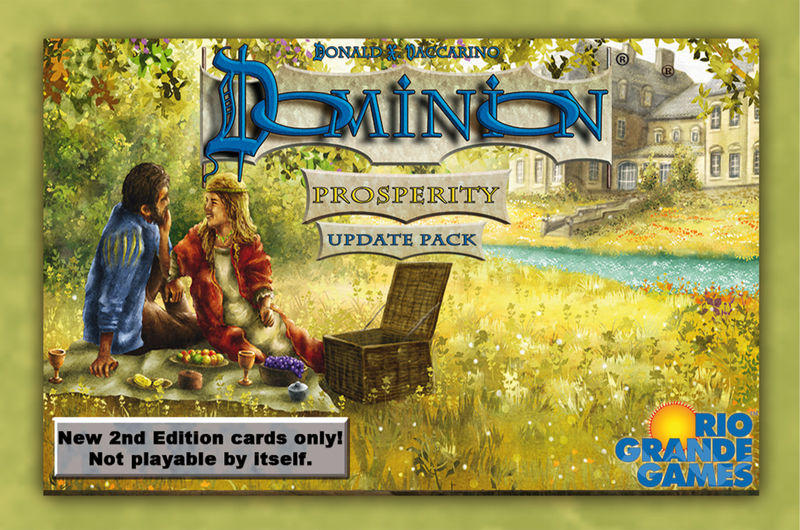 Donald X. Vaccarino
Dominion
® ®
Prosperity
Update Pack
New 2nd Edition cards only!
Not playable by itself.
RIO
GRANDE
GAMES